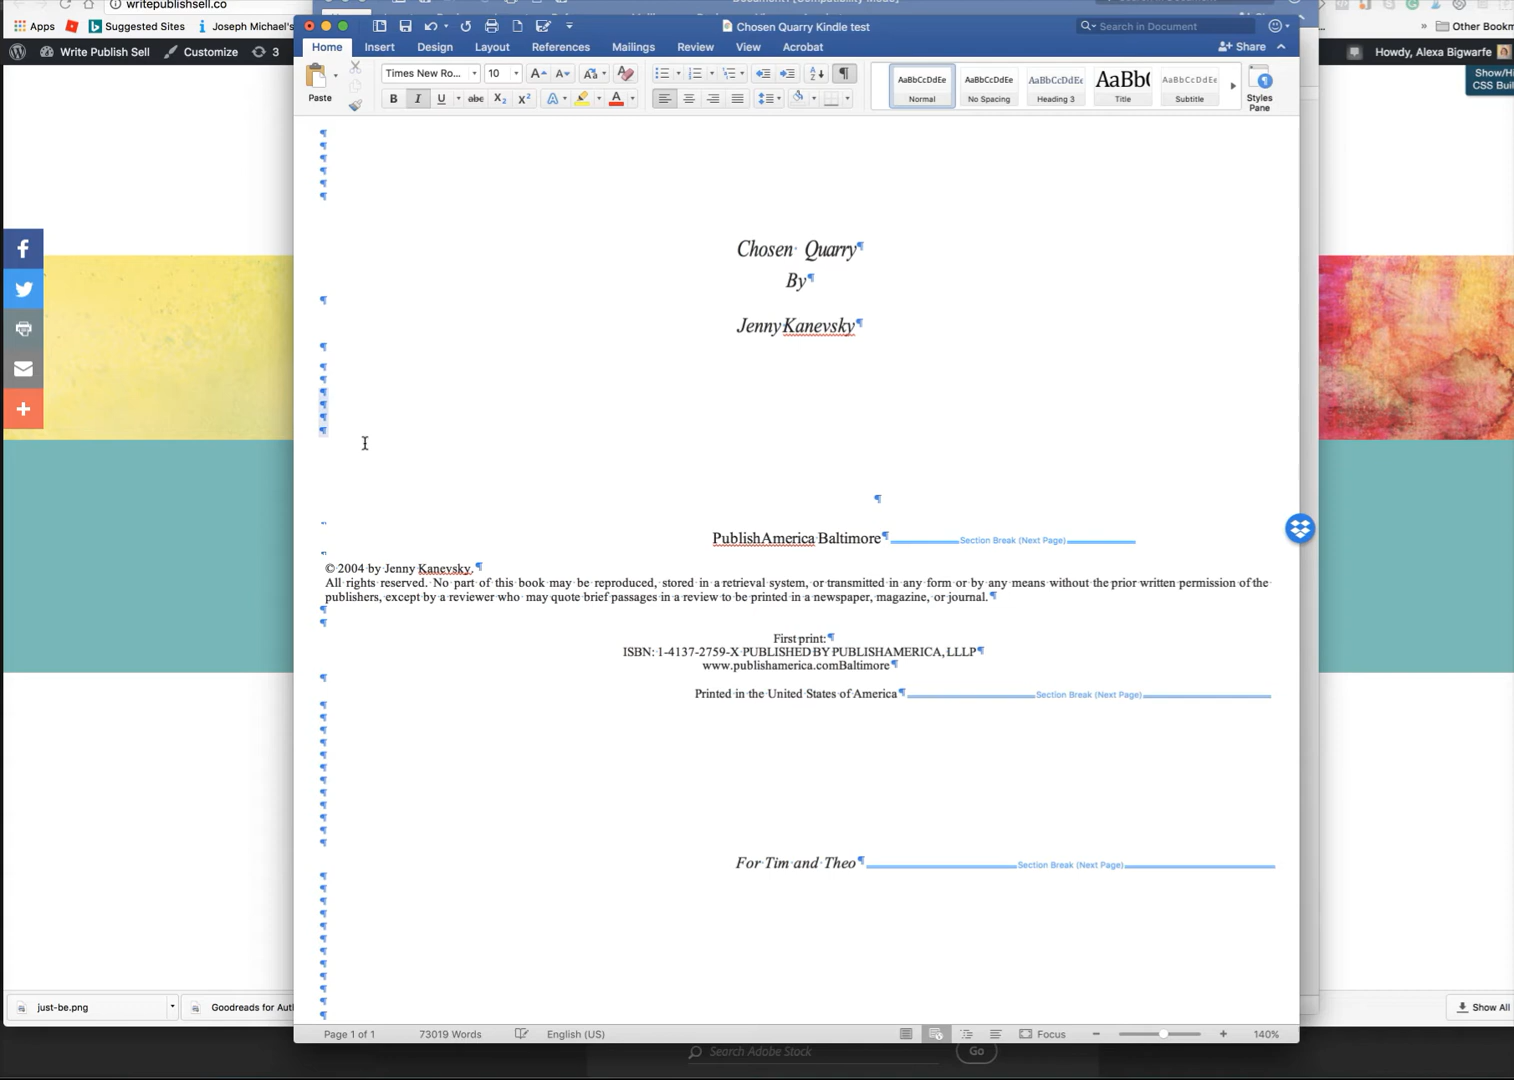 writepublishsell.co
Document [Compatibility Mode]
Search in Document
Apps
Suggested Sites
Joseph Michael's
» Other Bookm
Write Publish Sell
Customize
3
Howdy, Alexa Bigwarfe
Show/Hi
CSS Buil
Chosen Quarry Kindle test
Search in Document
Home
Insert
Design
Layout
References
Mailings
Review
View
Acrobat
Share
Paste
Times New Ro...
10
AaBbCcDdEe
Normal
AaBbCcDdEe
No Spacing
AaBbCcDdEe
Heading 3
AaBb(
Title
AaBbCcDdEe
Subtitle
Styles
Pane
Chosen Quarry¶
By¶
Jenny Kanevsky¶
PublishAmerica Baltimore¶ Section Break (Next Page)
© 2004 by Jenny Kanevsky.¶
All rights reserved. No part of this book may be reproduced, stored in a retrieval system, or transmitted in any form or by any means without the prior written permission of the
publishers, except by a reviewer who may quote brief passages in a review to be printed in a newspaper, magazine, or journal.¶
First print:¶
ISBN: 1-4137-2759-X PUBLISHED BY PUBLISHAMERICA, LLLP¶
www.publishamerica.comBaltimore¶
Printed in the United States of America¶ Section Break (Next Page)
For Tim and Theo¶ Section Break (Next Page)
just-be.png
Goodreads for Aut
Show All
Page 1 of 1
73019 Words
English (US)
Focus
140%
Search Adobe Stock
Go